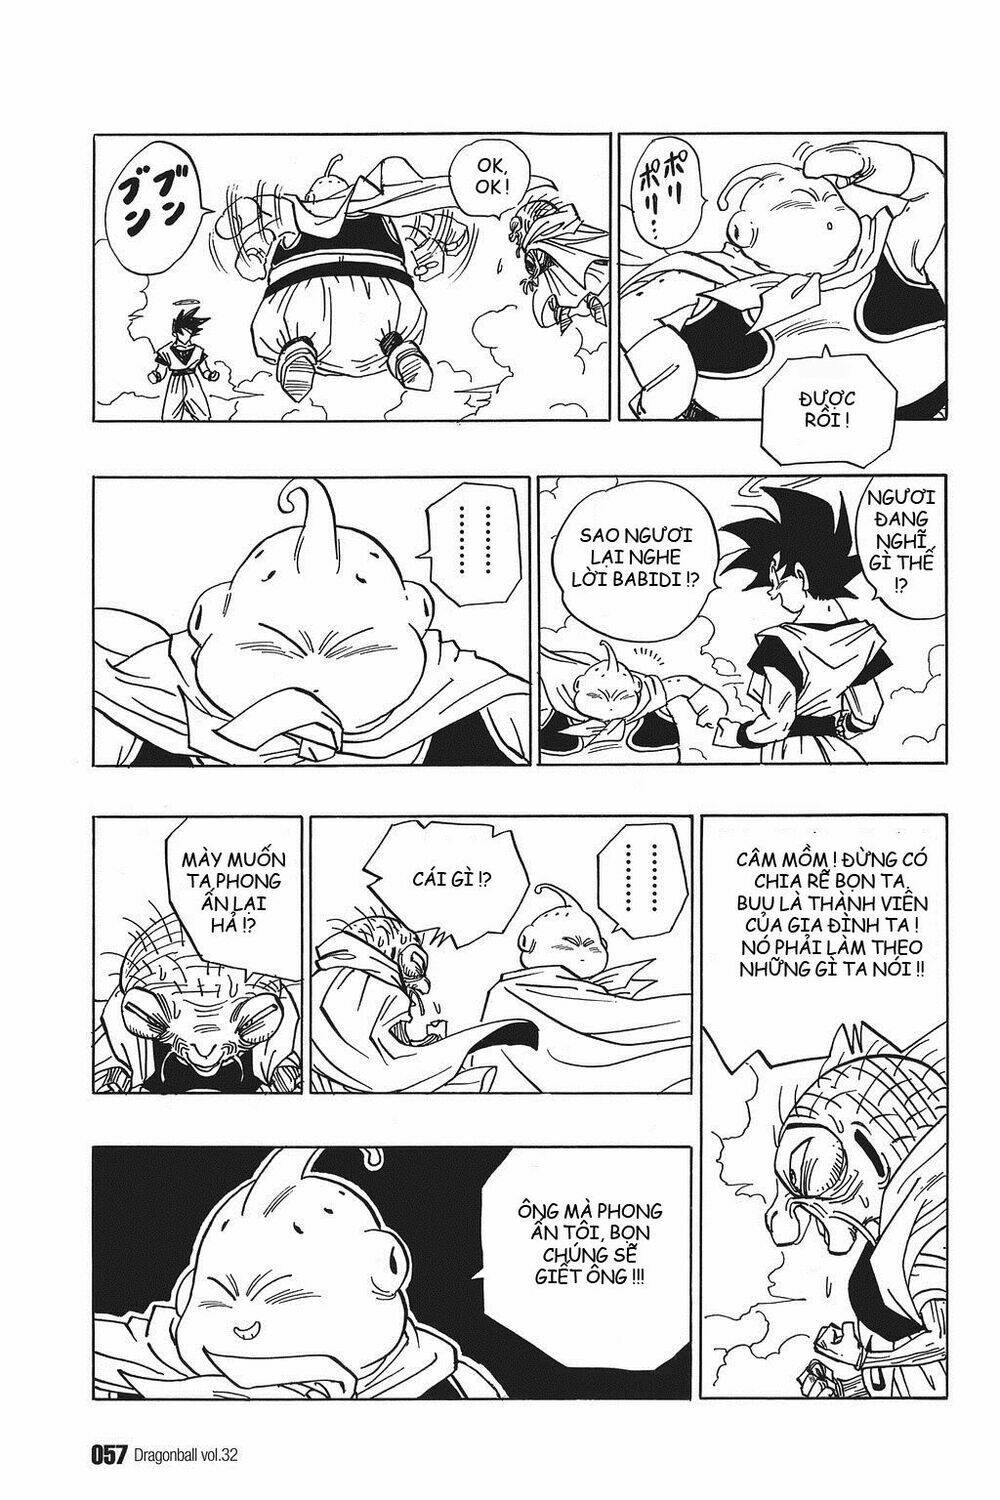 ポリ
ポリ…
ĐƯỢC
RỒI !
OK,
OK !
ブン
ブン
NGƯƠI
ĐANG
NGHĨ
GÌ THẾ
!?
SAO NGƯƠI
LẠI NGHE
LỜI BABIDI !?
......
......
CÂM MỒM ! ĐỪNG CÓ
CHIA RẼ BỌN TA,
BUU LÀ THÀNH VIÊN
CỦA GIA ĐÌNH TA !
NÓ PHẢI LÀM THEO
NHỮNG GÌ TA NÓI !!
......
......
CÁI GÌ !?
MÀY MUỐN
TA PHONG
ẤN LẠI
HẢ !?
ÔNG MÀ PHONG
ÂN TÔI, BỌN
CHÚNG SẼ
GIẾT ÔNG !!!
057 Dragonball vol.32